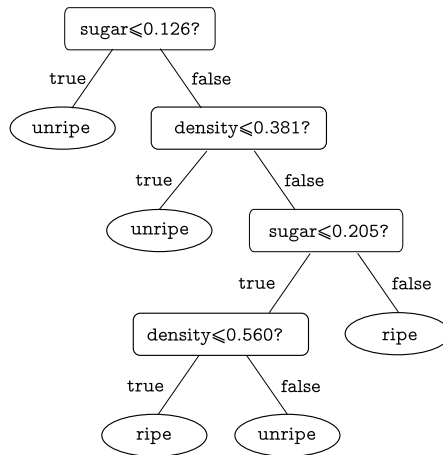 sugar⩽0.126?
true
false
unripe
density⩽0.381?
true
false
unripe
sugar⩽0.205?
true
false
density⩽0.560?
ripe
true
false
ripe
unripe